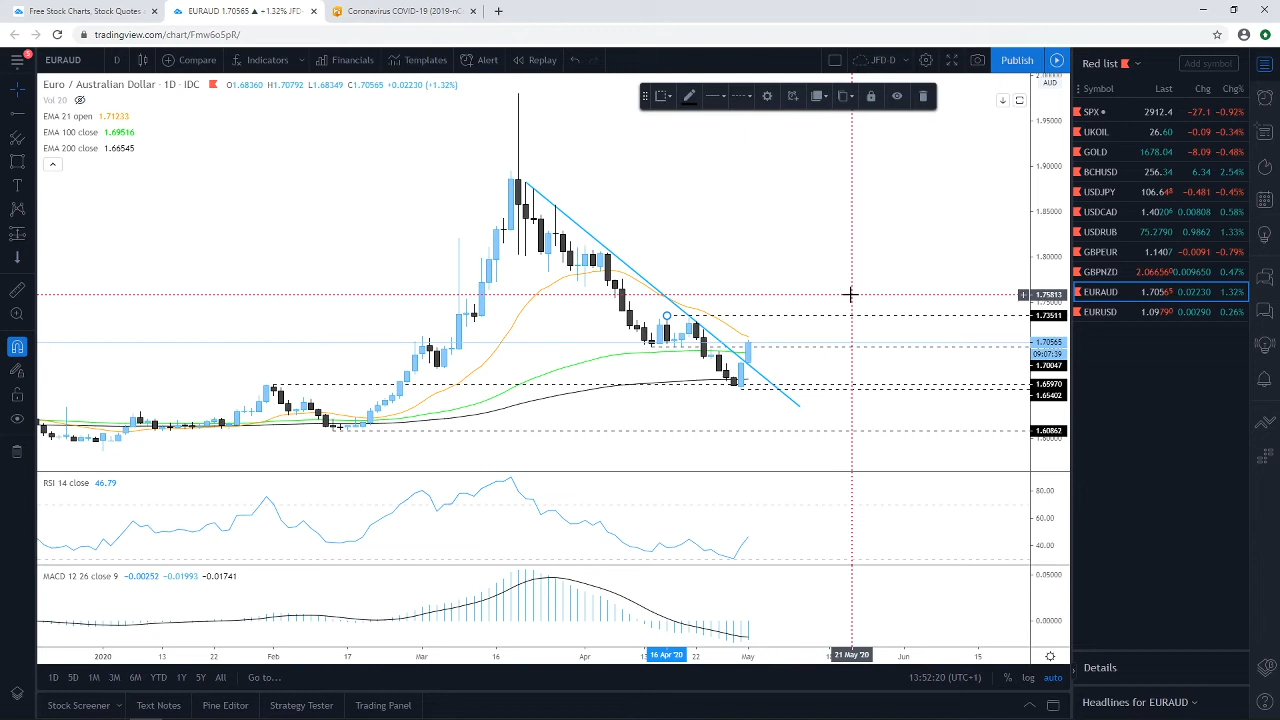 Free Stock Charts, Stock Quotes
EURAUD 1.70565 ▲ +1.32% JFD-
Coronavirus COVID-19 (2019-nC
tradingview.com/chart/Fmw6o5pR/
EURAUD D Compare Indicators Financials Templates Alert Replay JFD-D Publish
Euro / Australian Dollar · 1D · IDC O1.68360 H1.70792 L1.68349 C1.70565 +0.02230 (+1.32%)
Vol 20
EMA 21 open 1.71233
EMA 100 close 1.69516
EMA 200 close 1.66545
AUD
1.95000
1.90000
1.85000
1.80000
1.75813
1.73511
1.70565
09:07:39
1.70047
1.65970
1.65402
1.60862
RSI 14 close 46.79
80.00
60.00
40.00
MACD 12 26 close 9 −0.00252 −0.01993 −0.01741
0.05000
0.00000
2020 13 22 Feb 17 Mar 16 Apr 16 Apr '20 22 May 21 May '20 Jun 15
1D 5D 1M 3M 6M YTD 1Y 5Y All Go to... 13:52:20 (UTC+1) % log auto
Stock Screener Text Notes Pine Editor Strategy Tester Trading Panel
Red list Add symbol
Symbol Last Chg Chg%
SPX 2912.4 -27.1 -0.92%
UKOIL 26.60 -0.09 -0.34%
GOLD 1678.04 -8.09 -0.48%
BCHUSD 256.34 6.34 2.54%
USDJPY 106.648 -0.481 -0.45%
USDCAD 1.40206 0.00808 0.58%
USDRUB 75.2790 0.9862 1.33%
GBPEUR 1.1407 -0.0091 -0.79%
GBPNZD 2.06656 0.009650 0.47%
EURAUD 1.70565 0.02230 1.32%
EURUSD 1.09790 0.00290 0.26%
Details
Headlines for EURAUD